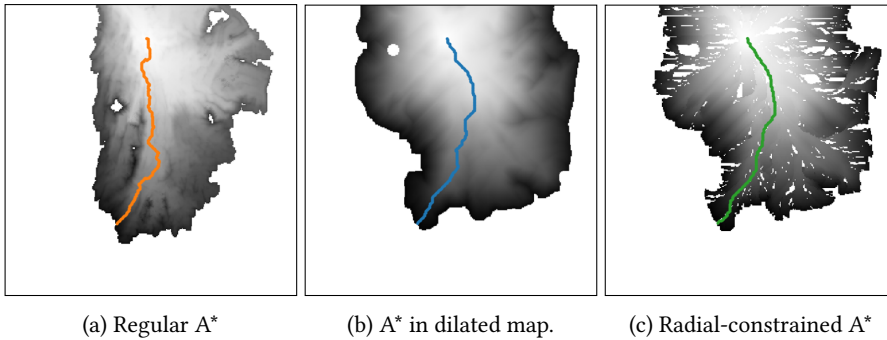 (a) Regular A*
(b) A* in dilated map.
(c) Radial-constrained A*